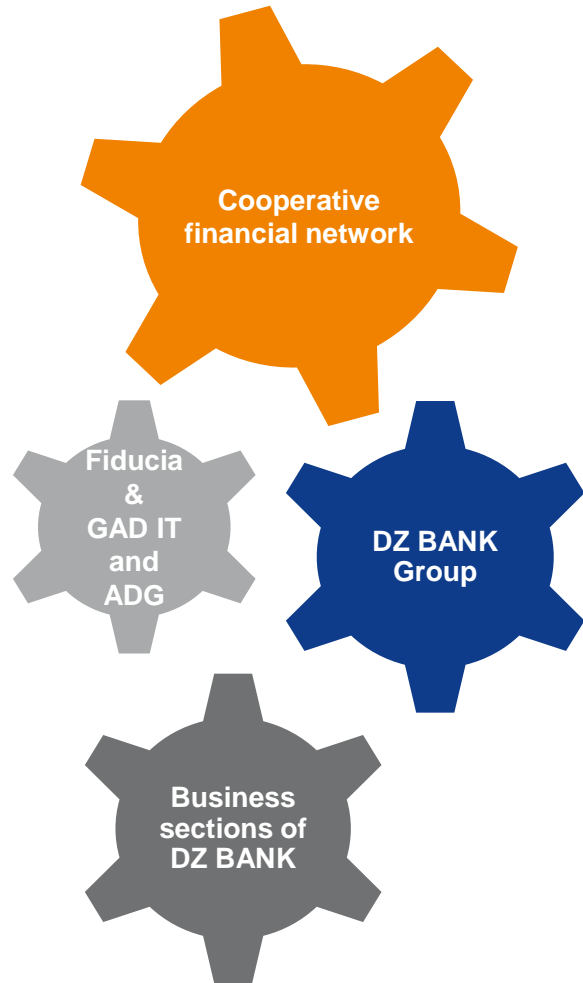 Cooperative
financial network
Fiducia
&
GAD IT
and
ADG
DZ BANK
Group
Business
sections of
DZ BANK